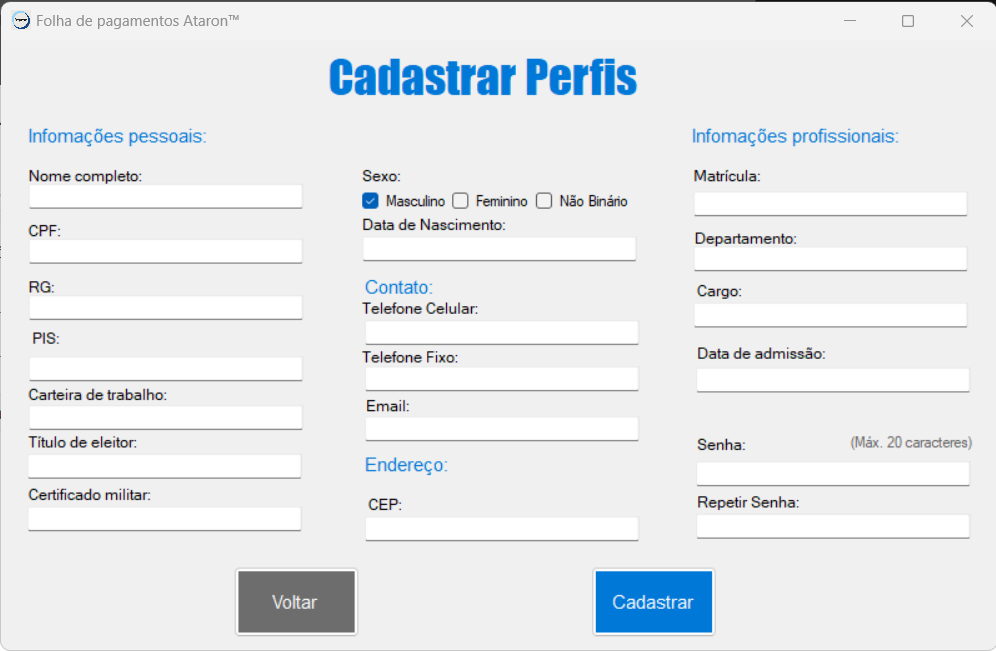 Folha de pagamentos Ataron™
Cadastrar Perfis
Infomações pessoais:
Nome completo:
CPF:
RG:
PIS:
Carteira de trabalho:
Título de eleitor:
Certificado militar:
Sexo:
Masculino Feminino Não Binário
Data de Nascimento:
Contato:
Telefone Celular:
Telefone Fixo:
Email:
Endereço:
CEP:
Infomações profissionais:
Matrícula:
Departamento:
Cargo:
Data de admissão:
Senha: (Máx. 20 caracteres)
Repetir Senha:
Voltar
Cadastrar